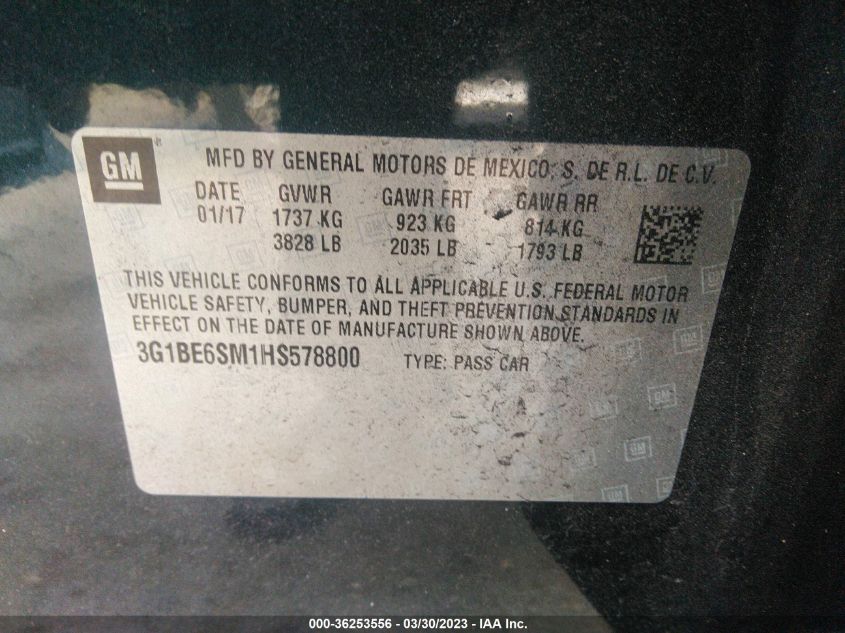 GM
MFD BY GENERAL MOTORS DE MEXICO, S. DE R.L. DE C.V.
DATE GVWR GAWR FRT GAWR RR
01/17 1737 KG 923 KG 814 KG
3828 LB 2035 LB 1793 LB
THIS VEHICLE CONFORMS TO ALL APPLICABLE U.S. FEDERAL MOTOR
VEHICLE SAFETY, BUMPER, AND THEFT PREVENTION STANDARDS IN
EFFECT ON THE DATE OF MANUFACTURE SHOWN ABOVE.
3G1BE6SM1HS578800 TYPE: PASS CAR
000-36253556 - 03/30/2023 - IAA Inc.